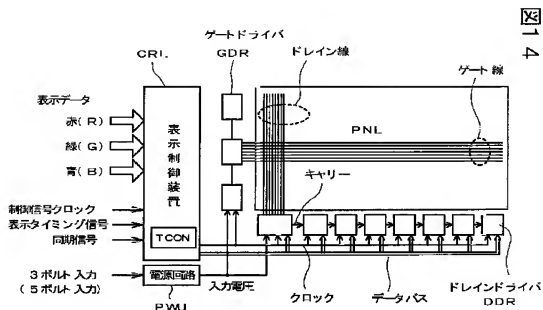 図14
ゲートドライバ
GDR
ドレイン線
ゲート線
CRL
表示データ
赤(R)
緑(G)
青(B)
表示制御装置
PNL
キャリー
制御信号クロック
表示タイミング信号
同期信号
TCON
3ボルト入力
(5ボルト入力)
電源回路
PWU
入力電圧
クロック
データバス
ドレインドライバ
DDR